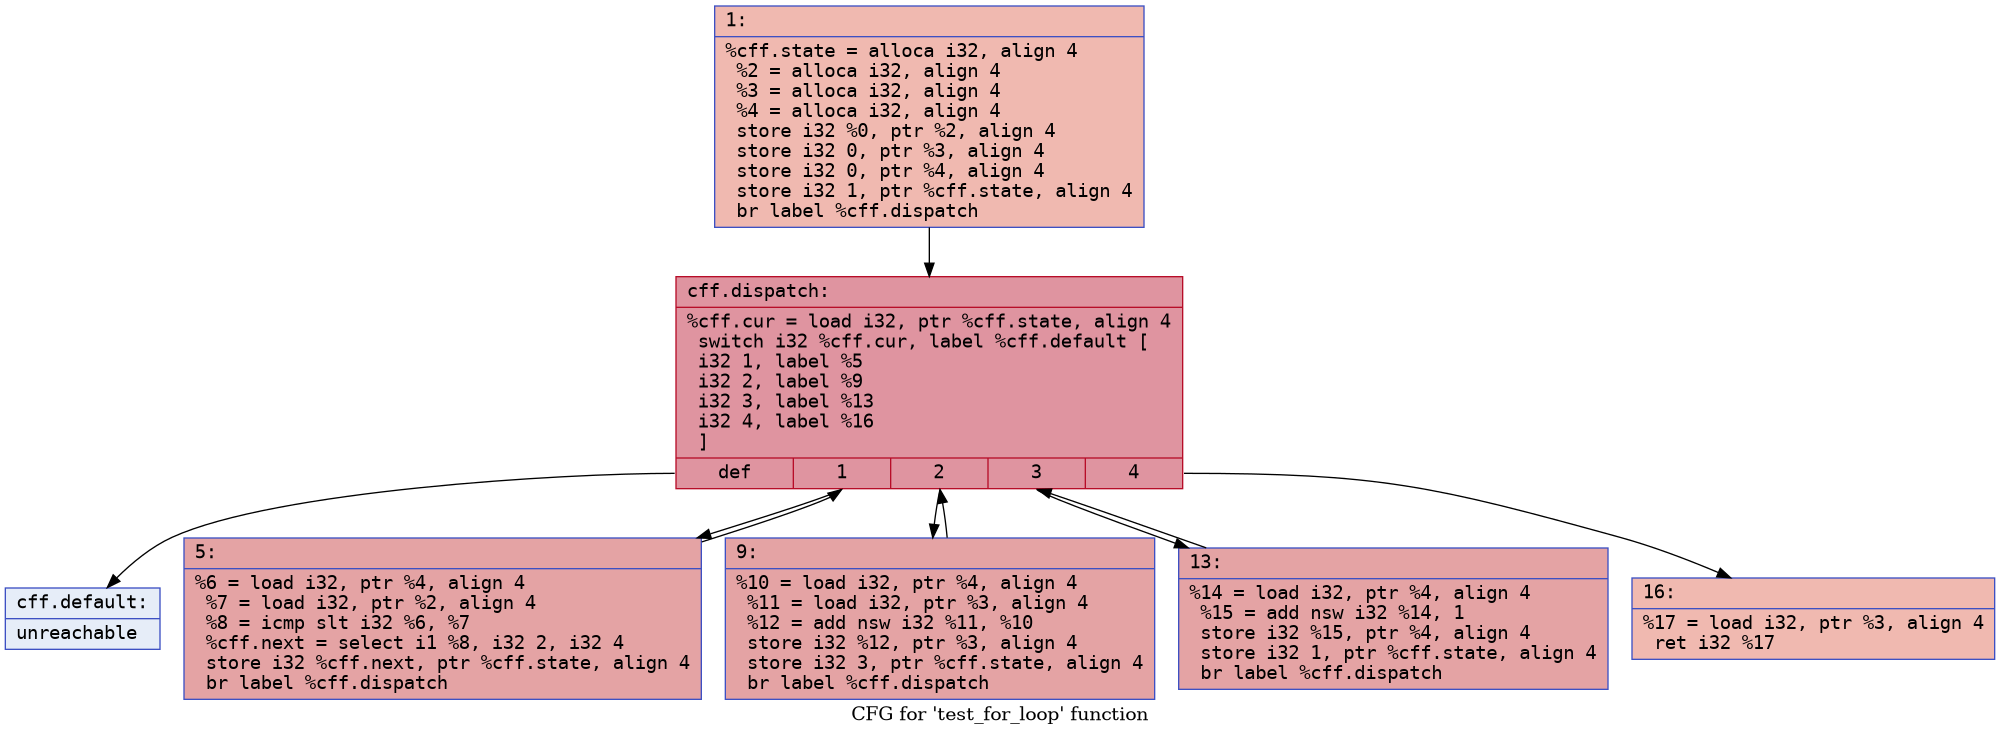 1:
%cff.state = alloca i32, align 4
%2 = alloca i32, align 4
%3 = alloca i32, align 4
%4 = alloca i32, align 4
store i32 %0, ptr %2, align 4
store i32 0, ptr %3, align 4
store i32 0, ptr %4, align 4
store i32 1, ptr %cff.state, align 4
br label %cff.dispatch
cff.dispatch:
%cff.cur = load i32, ptr %cff.state, align 4
switch i32 %cff.cur, label %cff.default [
i32 1, label %5
i32 2, label %9
i32 3, label %13
i32 4, label %16
]
def 1 2 3 4
cff.default:
unreachable
5:
%6 = load i32, ptr %4, align 4
%7 = load i32, ptr %2, align 4
%8 = icmp slt i32 %6, %7
%cff.next = select i1 %8, i32 2, i32 4
store i32 %cff.next, ptr %cff.state, align 4
br label %cff.dispatch
9:
%10 = load i32, ptr %4, align 4
%11 = load i32, ptr %3, align 4
%12 = add nsw i32 %11, %10
store i32 %12, ptr %3, align 4
store i32 3, ptr %cff.state, align 4
br label %cff.dispatch
13:
%14 = load i32, ptr %4, align 4
%15 = add nsw i32 %14, 1
store i32 %15, ptr %4, align 4
store i32 1, ptr %cff.state, align 4
br label %cff.dispatch
16:
%17 = load i32, ptr %3, align 4
ret i32 %17
CFG for 'test_for_loop' function